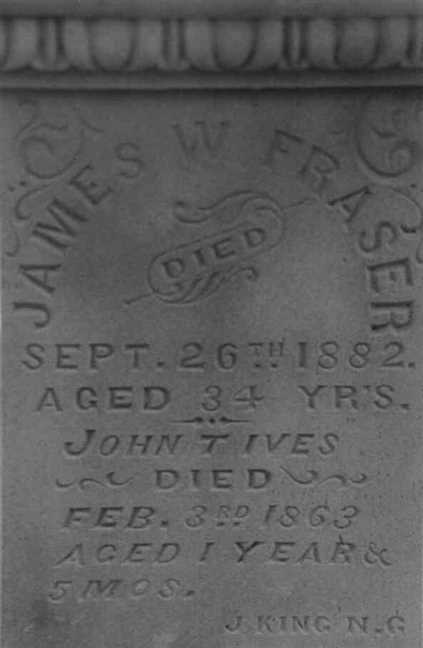 JAMES W FRASER
DIED
SEPT. 26TH 1882.
AGED 34 YR'S.
JOHN T IVES
DIED
FEB. 3RD 1863
AGED 1 YEAR &
5 MOS.
J KING N.G